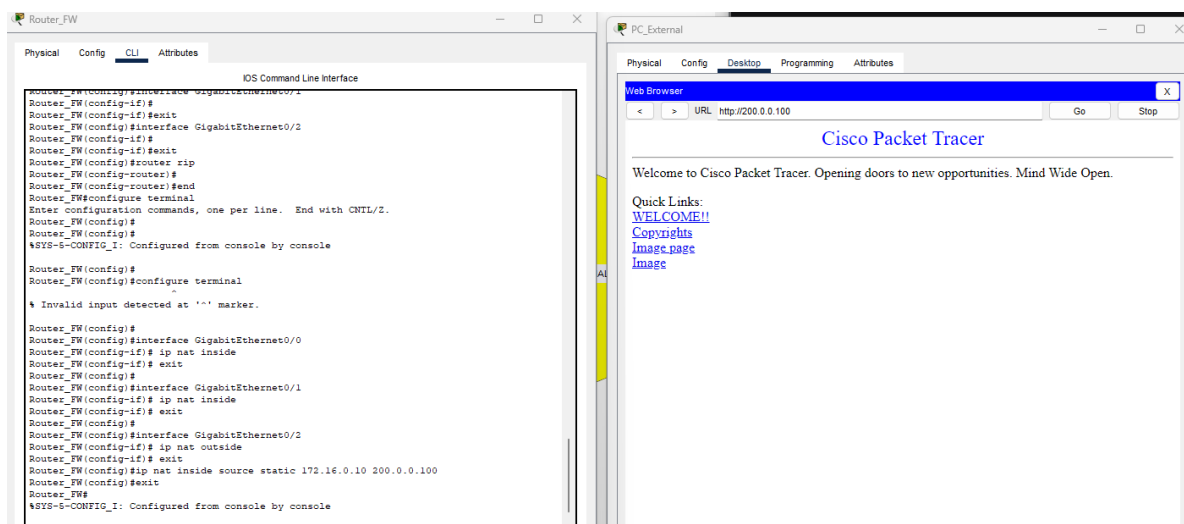 Router_FW
Physical Config CLI Attributes
IOS Command Line Interface
Router_FW(config)#interface GigabitEthernet0/1
Router_FW(config-if)#
Router_FW(config-if)#exit
Router_FW(config)#interface GigabitEthernet0/2
Router_FW(config-if)#
Router_FW(config-if)#exit
Router_FW(config)#router rip
Router_FW(config-router)#
Router_FW(config-router)#end
Router_FW#configure terminal
Enter configuration commands, one per line.  End with CNTL/Z.
Router_FW(config)#
Router_FW(config)#
%SYS-5-CONFIG_I: Configured from console by console
Router_FW(config)#
Router_FW(config)#configure terminal
^
% Invalid input detected at '^' marker.
Router_FW(config)#
Router_FW(config)#interface GigabitEthernet0/0
Router_FW(config-if)# ip nat inside
Router_FW(config-if)# exit
Router_FW(config)#
Router_FW(config)#interface GigabitEthernet0/1
Router_FW(config-if)# ip nat inside
Router_FW(config-if)# exit
Router_FW(config)#
Router_FW(config)#interface GigabitEthernet0/2
Router_FW(config-if)# ip nat outside
Router_FW(config-if)# exit
Router_FW(config)#ip nat inside source static 172.16.0.10 200.0.0.100
Router_FW(config)#exit
Router_FW#
%SYS-5-CONFIG_I: Configured from console by console
PC_External
Physical Config Desktop Programming Attributes
Web Browser X
< > URL http://200.0.0.100 Go Stop
Cisco Packet Tracer
Welcome to Cisco Packet Tracer. Opening doors to new opportunities. Mind Wide Open.
Quick Links:
WELCOME!!
Copyrights
Image page
Image